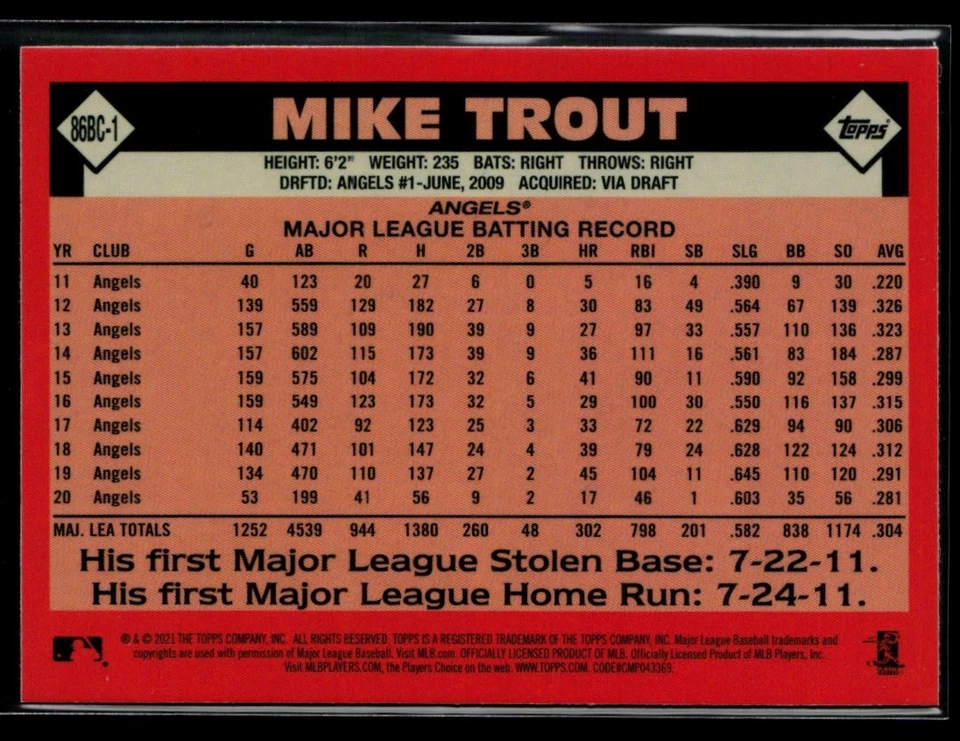 86BC-1
MIKE TROUT
Topps
HEIGHT: 6'2" WEIGHT: 235 BATS: RIGHT THROWS: RIGHT
DRFTD: ANGELS #1-JUNE, 2009 ACQUIRED: VIA DRAFT
ANGELS®
MAJOR LEAGUE BATTING RECORD
YR CLUB G AB R H 2B 3B HR RBI SB SLG BB SO AVG
11 Angels 40 123 20 27 6 0 5 16 4 .390 9 30 .220
12 Angels 139 559 129 182 27 8 30 83 49 .564 67 139 .326
13 Angels 157 589 109 190 39 9 27 97 33 .557 110 136 .323
14 Angels 157 602 115 173 39 9 36 111 16 .561 83 184 .287
15 Angels 159 575 104 172 32 6 41 90 11 .590 92 158 .299
16 Angels 159 549 123 173 32 5 29 100 30 .550 116 137 .315
17 Angels 114 402 92 123 25 3 33 72 22 .629 94 90 .306
18 Angels 140 471 101 147 24 4 39 79 24 .628 122 124 .312
19 Angels 134 470 110 137 27 2 45 104 11 .645 110 120 .291
20 Angels 53 199 41 56 9 2 17 46 1 .603 35 56 .281
MAJ. LEA TOTALS 1252 4539 944 1380 260 48 302 798 201 .582 838 1174 .304
His first Major League Stolen Base: 7-22-11.
His first Major League Home Run: 7-24-11.
® & © 2021 THE TOPPS COMPANY, INC. ALL RIGHTS RESERVED. TOPPS IS A REGISTERED TRADEMARK OF THE TOPPS COMPANY, INC. Major League Baseball trademarks and
copyrights are used with permission of Major League Baseball. Visit MLB.com. OFFICIALLY LICENSED PRODUCT OF MLB. Officially Licensed Product of MLB Players, Inc.
Visit MLBPLAYERS.COM, the Players Choice on the web. WWW.TOPPS.COM. CODE#CMP043369.